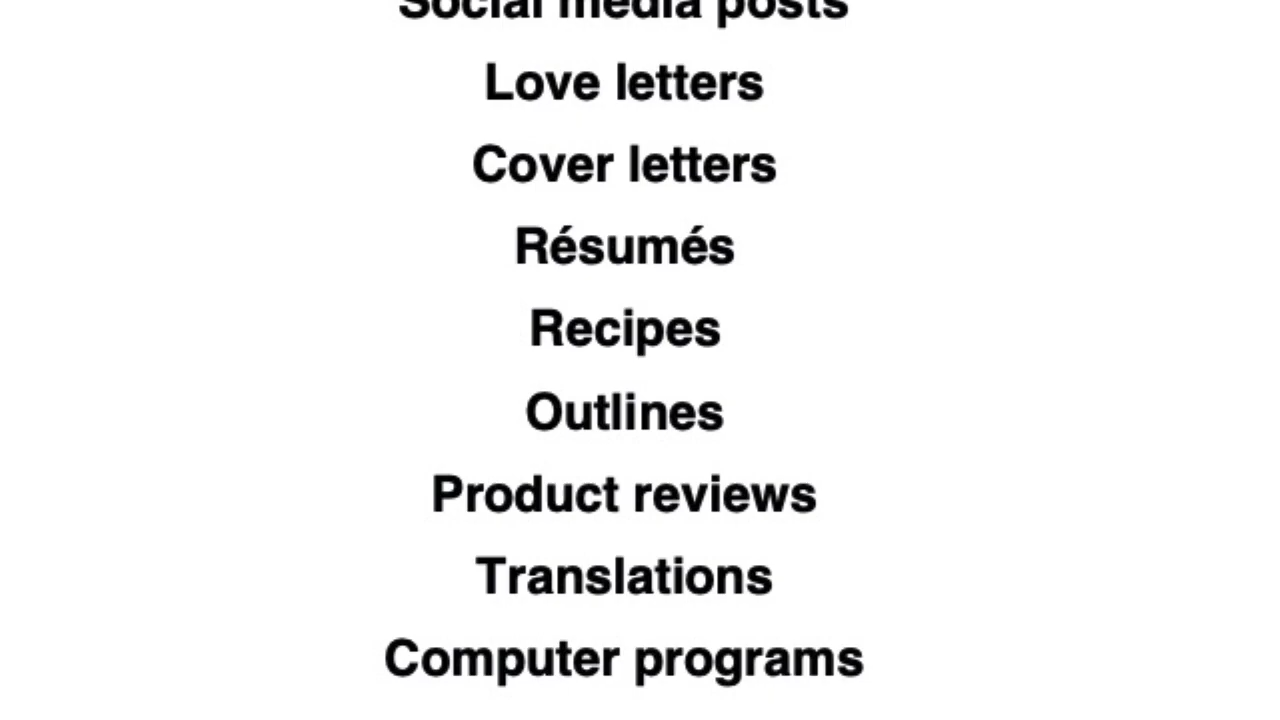 Social media posts
Love letters
Cover letters
Résumés
Recipes
Outlines
Product reviews
Translations
Computer programs